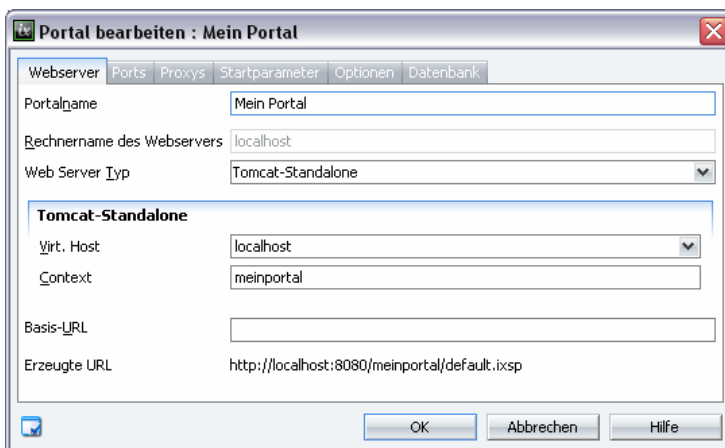 ix Portal bearbeiten : Mein Portal
Webserver Ports Proxys Startparameter Optionen Datenbank
Portalname Mein Portal
Rechnername des Webservers localhost
Web Server Typ Tomcat-Standalone
Tomcat-Standalone
Virt. Host localhost
Context meinportal
Basis-URL
Erzeugte URL http://localhost:8080/meinportal/default.ixsp
OK Abbrechen Hilfe